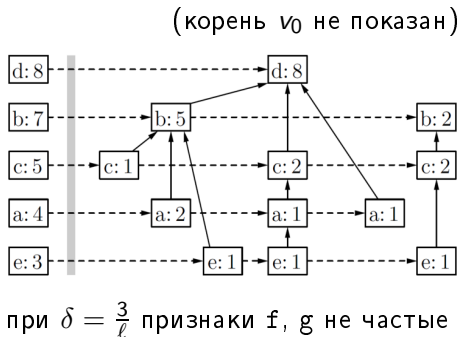 (корень v₀ не показан)
d: 8 d: 8
b: 7 b: 5 b: 2
c: 5 c: 1 c: 2 c: 2
a: 4 a: 2 a: 1 a: 1
e: 3 e: 1 e: 1 e: 1
при δ = 3/ℓ признаки f, g не частые